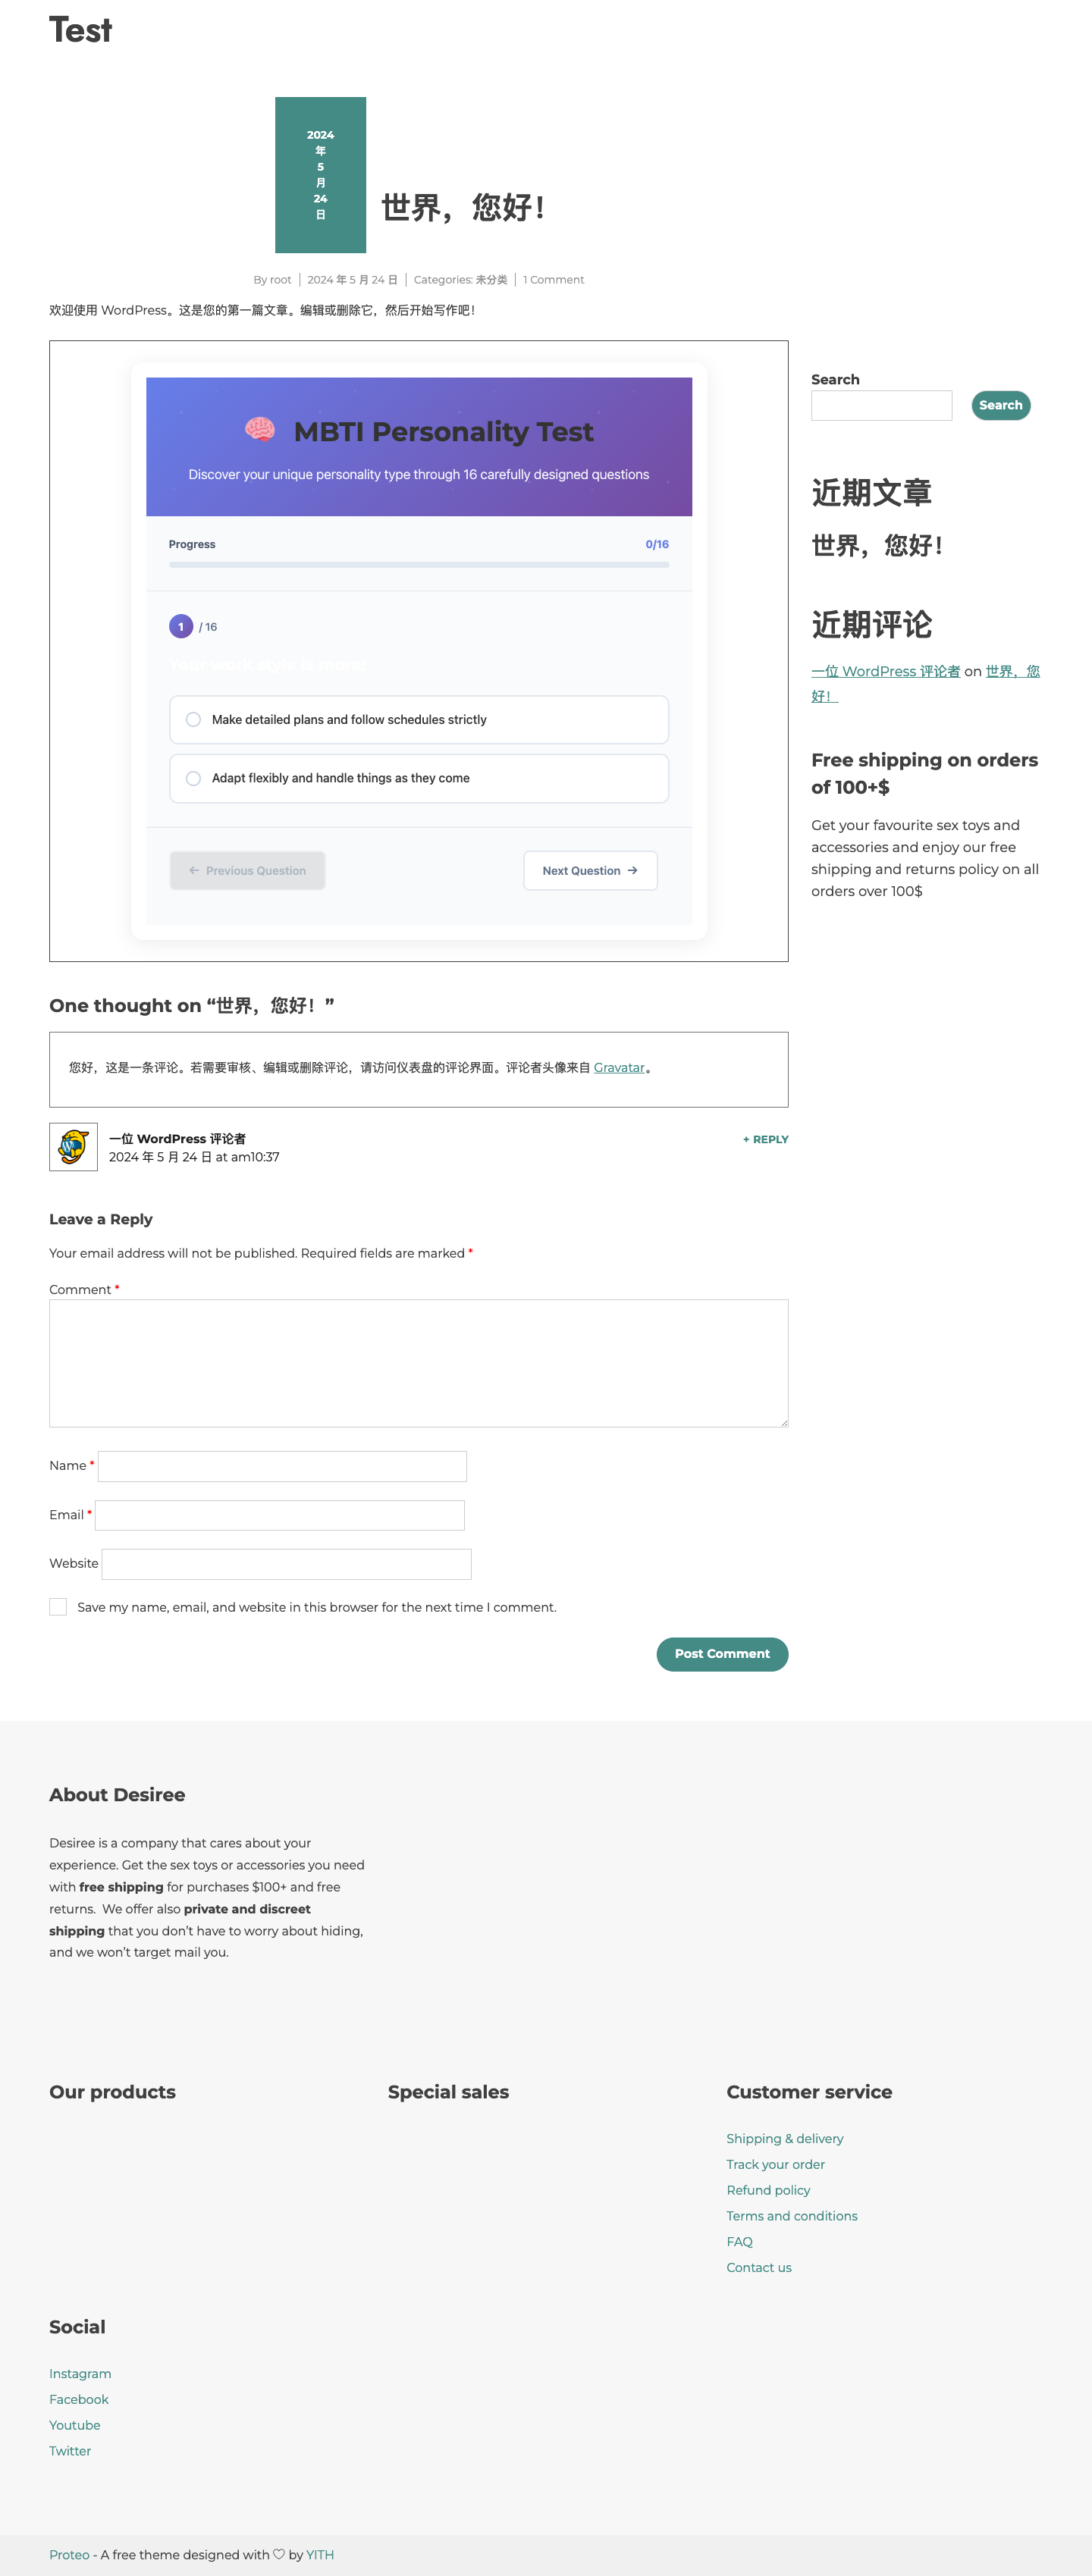 Test
2024
年
5
月
24
日
世界，您好！
By root
2024 年 5 月 24 日
Categories: 未分类
1 Comment
欢迎使用 WordPress。这是您的第一篇文章。编辑或删除它，然后开始写作吧！
MBTI Personality Test
Discover your unique personality type through 16 carefully designed questions
Progress
0/16
1 / 16
Your work style is more:
Make detailed plans and follow schedules strictly
Adapt flexibly and handle things as they come
← Previous Question
Next Question →
Search
Search
近期文章
世界，您好！
近期评论
一位 WordPress 评论者 on 世界，您
好！
Free shipping on orders
of 100+$
Get your favourite sex toys and
accessories and enjoy our free
shipping and returns policy on all
orders over 100$
One thought on “世界，您好！”
您好，这是一条评论。若需要审核、编辑或删除评论，请访问仪表盘的评论界面。评论者头像来自 Gravatar。
一位 WordPress 评论者
2024 年 5 月 24 日 at am10:37
+ REPLY
Leave a Reply
Your email address will not be published. Required fields are marked *
Comment *
Name *
Email *
Website
Save my name, email, and website in this browser for the next time I comment.
Post Comment
About Desiree
Desiree is a company that cares about your
experience. Get the sex toys or accessories you need
with free shipping for purchases $100+ and free
returns.  We offer also private and discreet
shipping that you don’t have to worry about hiding,
and we won’t target mail you.
Our products
Special sales
Customer service
Shipping & delivery
Track your order
Refund policy
Terms and conditions
FAQ
Contact us
Social
Instagram
Facebook
Youtube
Twitter
Proteo - A free theme designed with ♡ by YITH